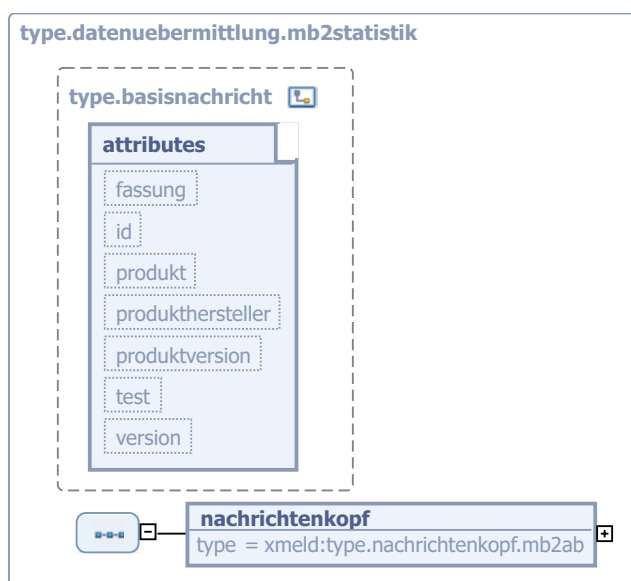 type.datenuebermittlung.mb2statistik
type.basisnachricht
attributes
fassung
id
produkt
produkthersteller
produktversion
test
version
nachrichtenkopf
type = xmeld:type.nachrichtenkopf.mb2ab